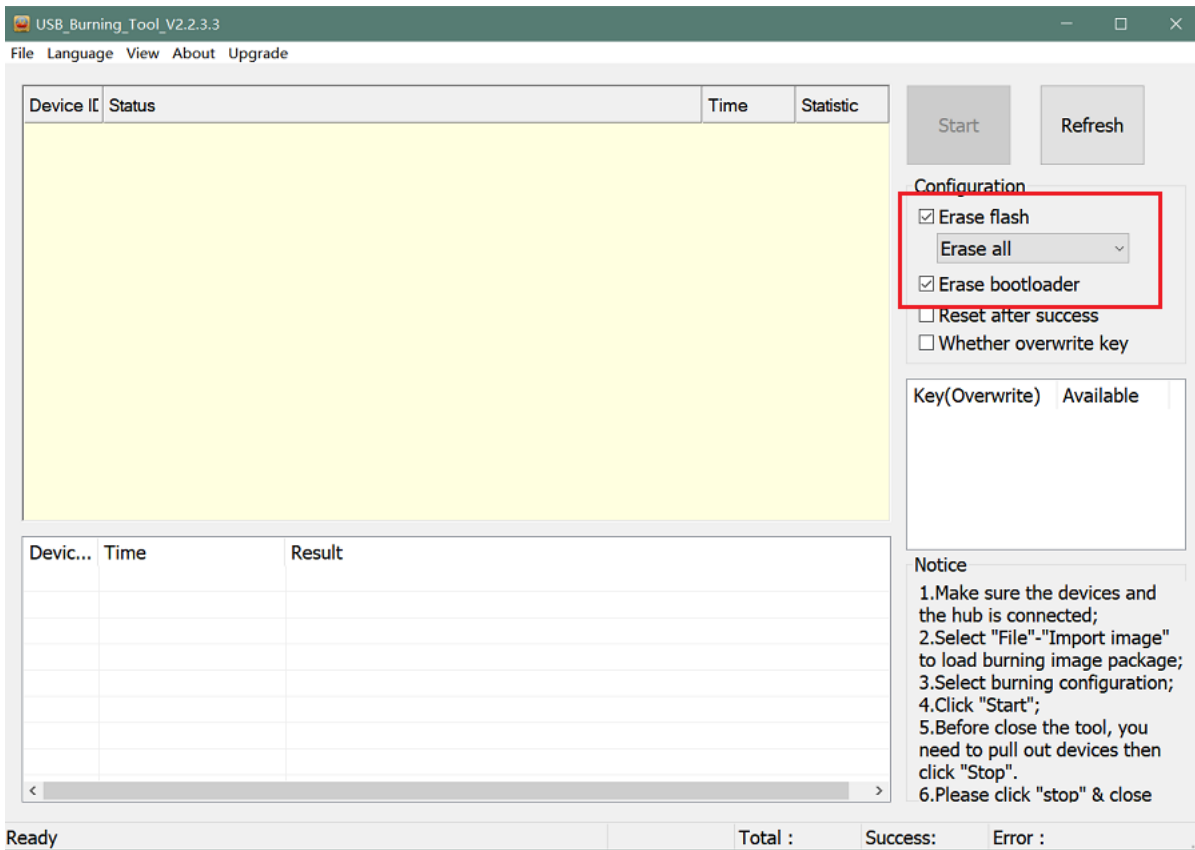 USB_Burning_Tool_V2.2.3.3
File Language View About Upgrade
Device ID Status Time Statistic
Start Refresh
Configuration
Erase flash
Erase all
Erase bootloader
Reset after success
Whether overwrite key
Key(Overwrite) Available
Devic... Time Result
Notice
1.Make sure the devices and
the hub is connected;
2.Select "File"-"Import image"
to load burning image package;
3.Select burning configuration;
4.Click "Start";
5.Before close the tool, you
need to pull out devices then
click "Stop".
6.Please click "stop" & close
Ready Total : Success: Error :